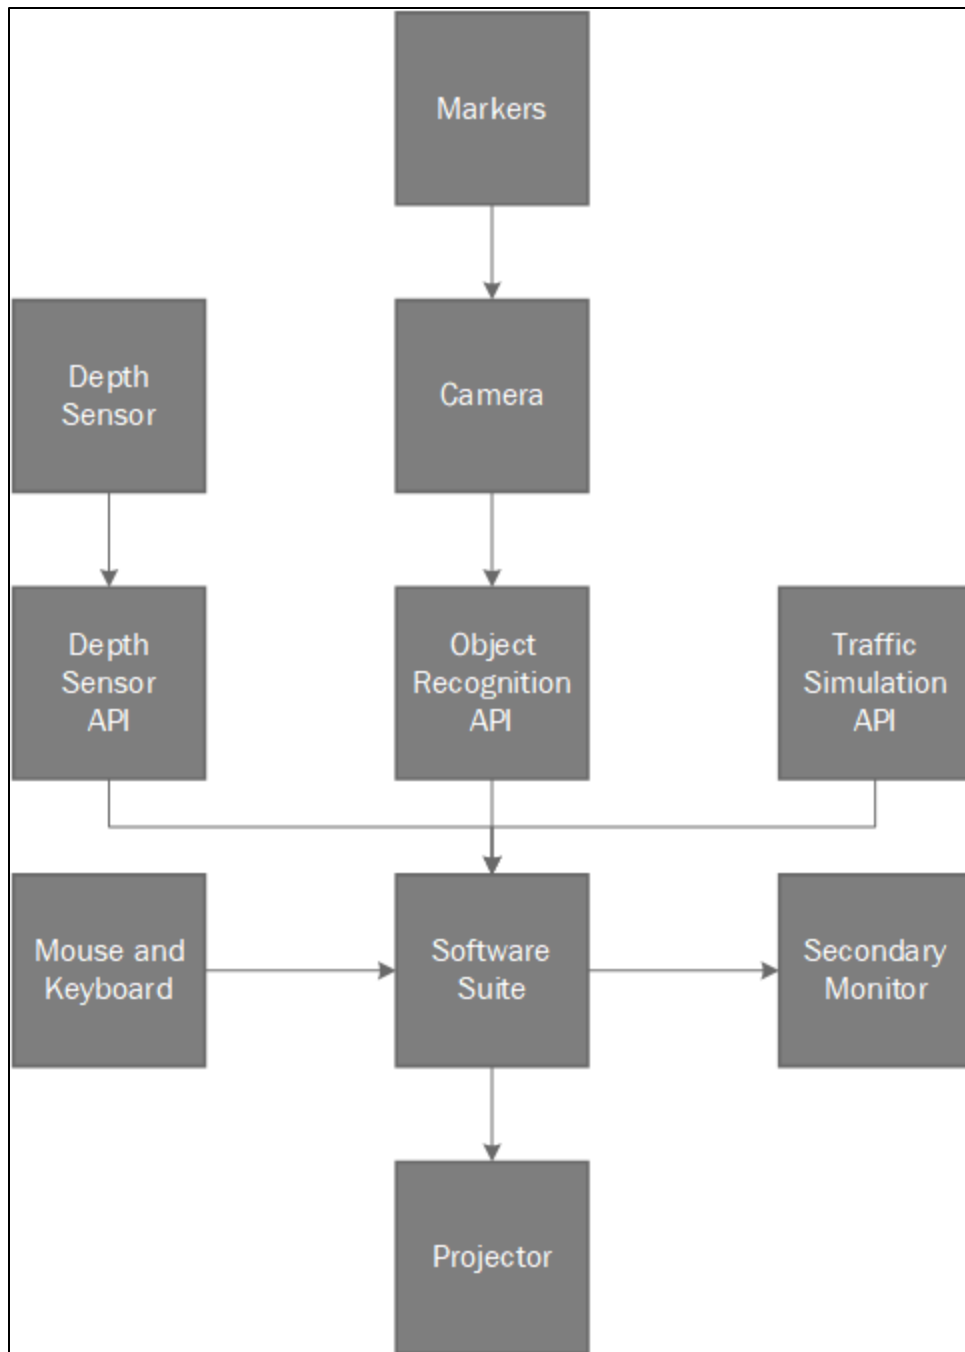 Markers
Depth
Sensor
Camera
Depth
Sensor
API
Object
Recognition
API
Traffic
Simulation
API
Mouse and
Keyboard
Software
Suite
Secondary
Monitor
Projector